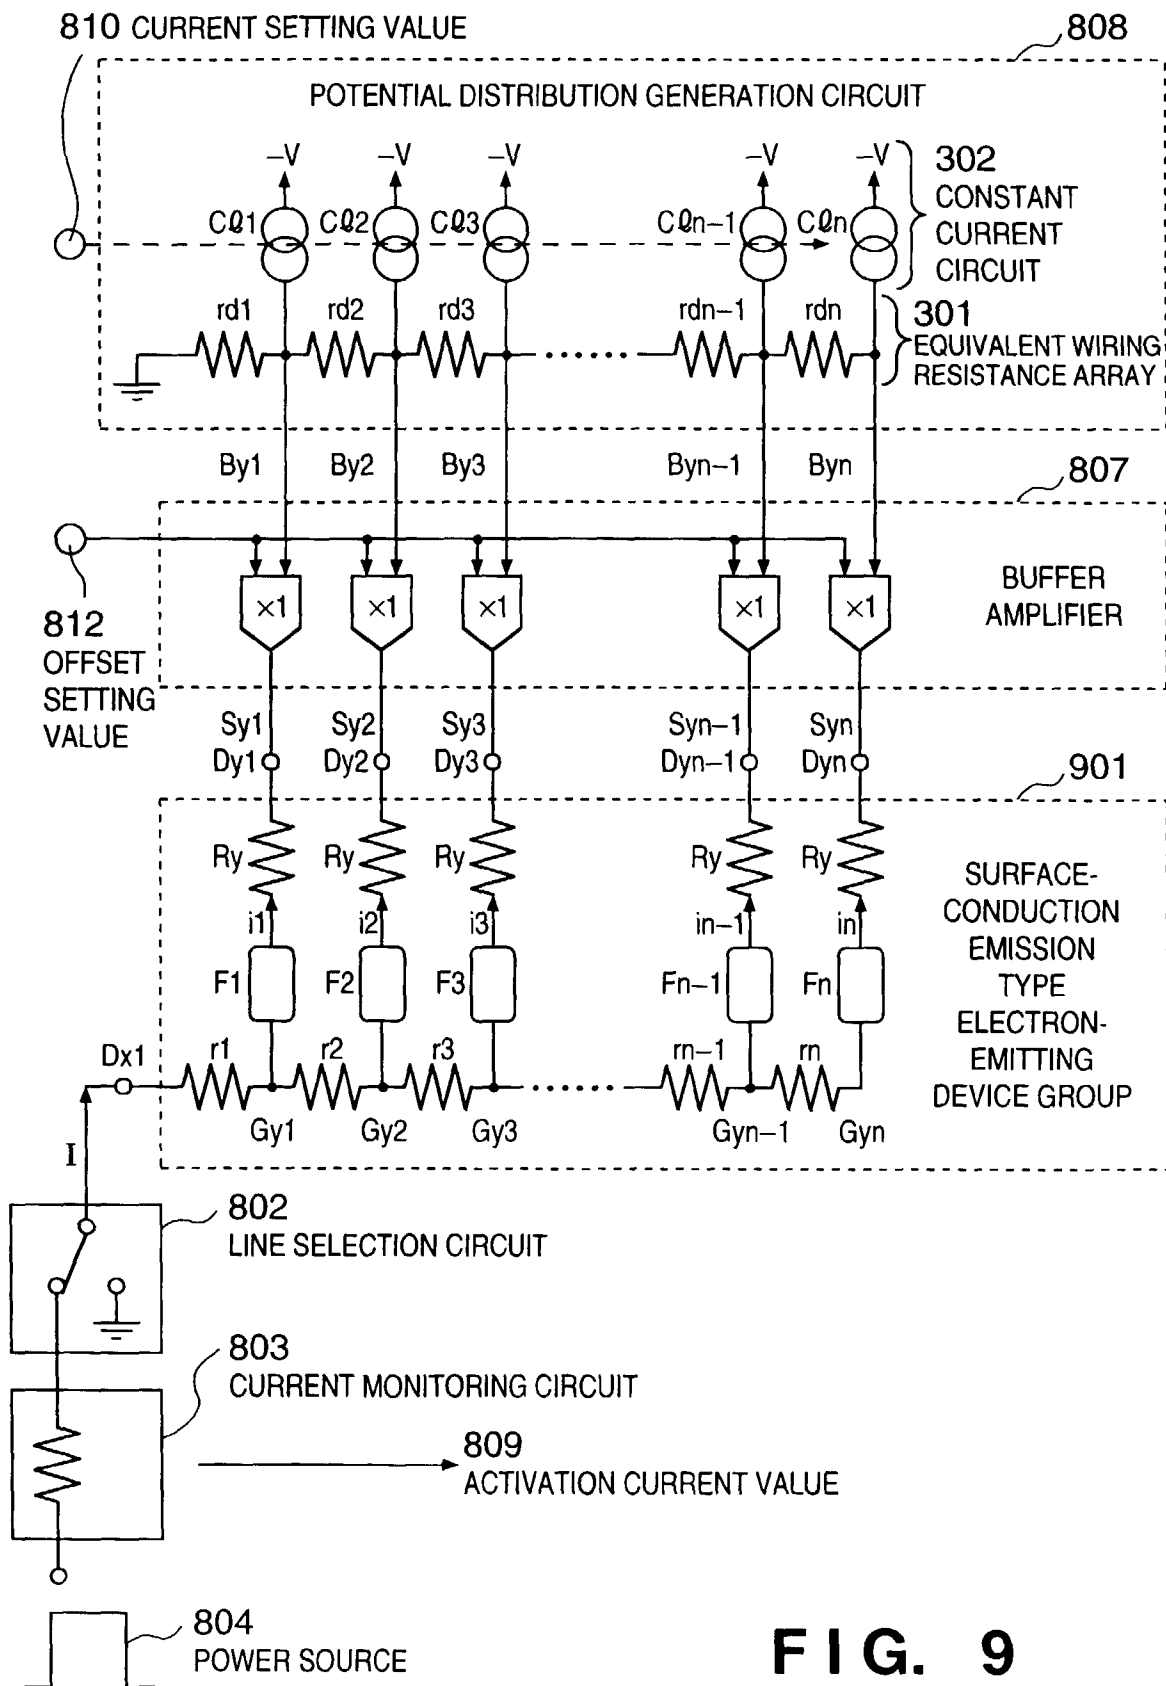 810 CURRENT SETTING VALUE
808
POTENTIAL DISTRIBUTION GENERATION CIRCUIT
−V −V −V −V −V
302
CONSTANT
CURRENT
CIRCUIT
Cℓ1 Cℓ2 Cℓ3 Cℓn−1 Cℓn
rd1 rd2 rd3 rdn−1 rdn
301
EQUIVALENT WIRING
RESISTANCE ARRAY
By1 By2 By3 Byn−1 Byn
807
×1 ×1 ×1 ×1 ×1
BUFFER
AMPLIFIER
812
OFFSET
SETTING
VALUE
Sy1 Sy2 Sy3 Syn−1 Syn
Dy1 Dy2 Dy3 Dyn−1 Dyn
901
Ry Ry Ry Ry Ry
i1 i2 i3 in−1 in
F1 F2 F3 Fn−1 Fn
SURFACE-
CONDUCTION
EMISSION
TYPE
ELECTRON-
EMITTING
DEVICE GROUP
Dx1 r1 r2 r3 rn−1 rn
Gy1 Gy2 Gy3 Gyn−1 Gyn
I
802
LINE SELECTION CIRCUIT
803
CURRENT MONITORING CIRCUIT
809
ACTIVATION CURRENT VALUE
804
POWER SOURCE
FIG. 9